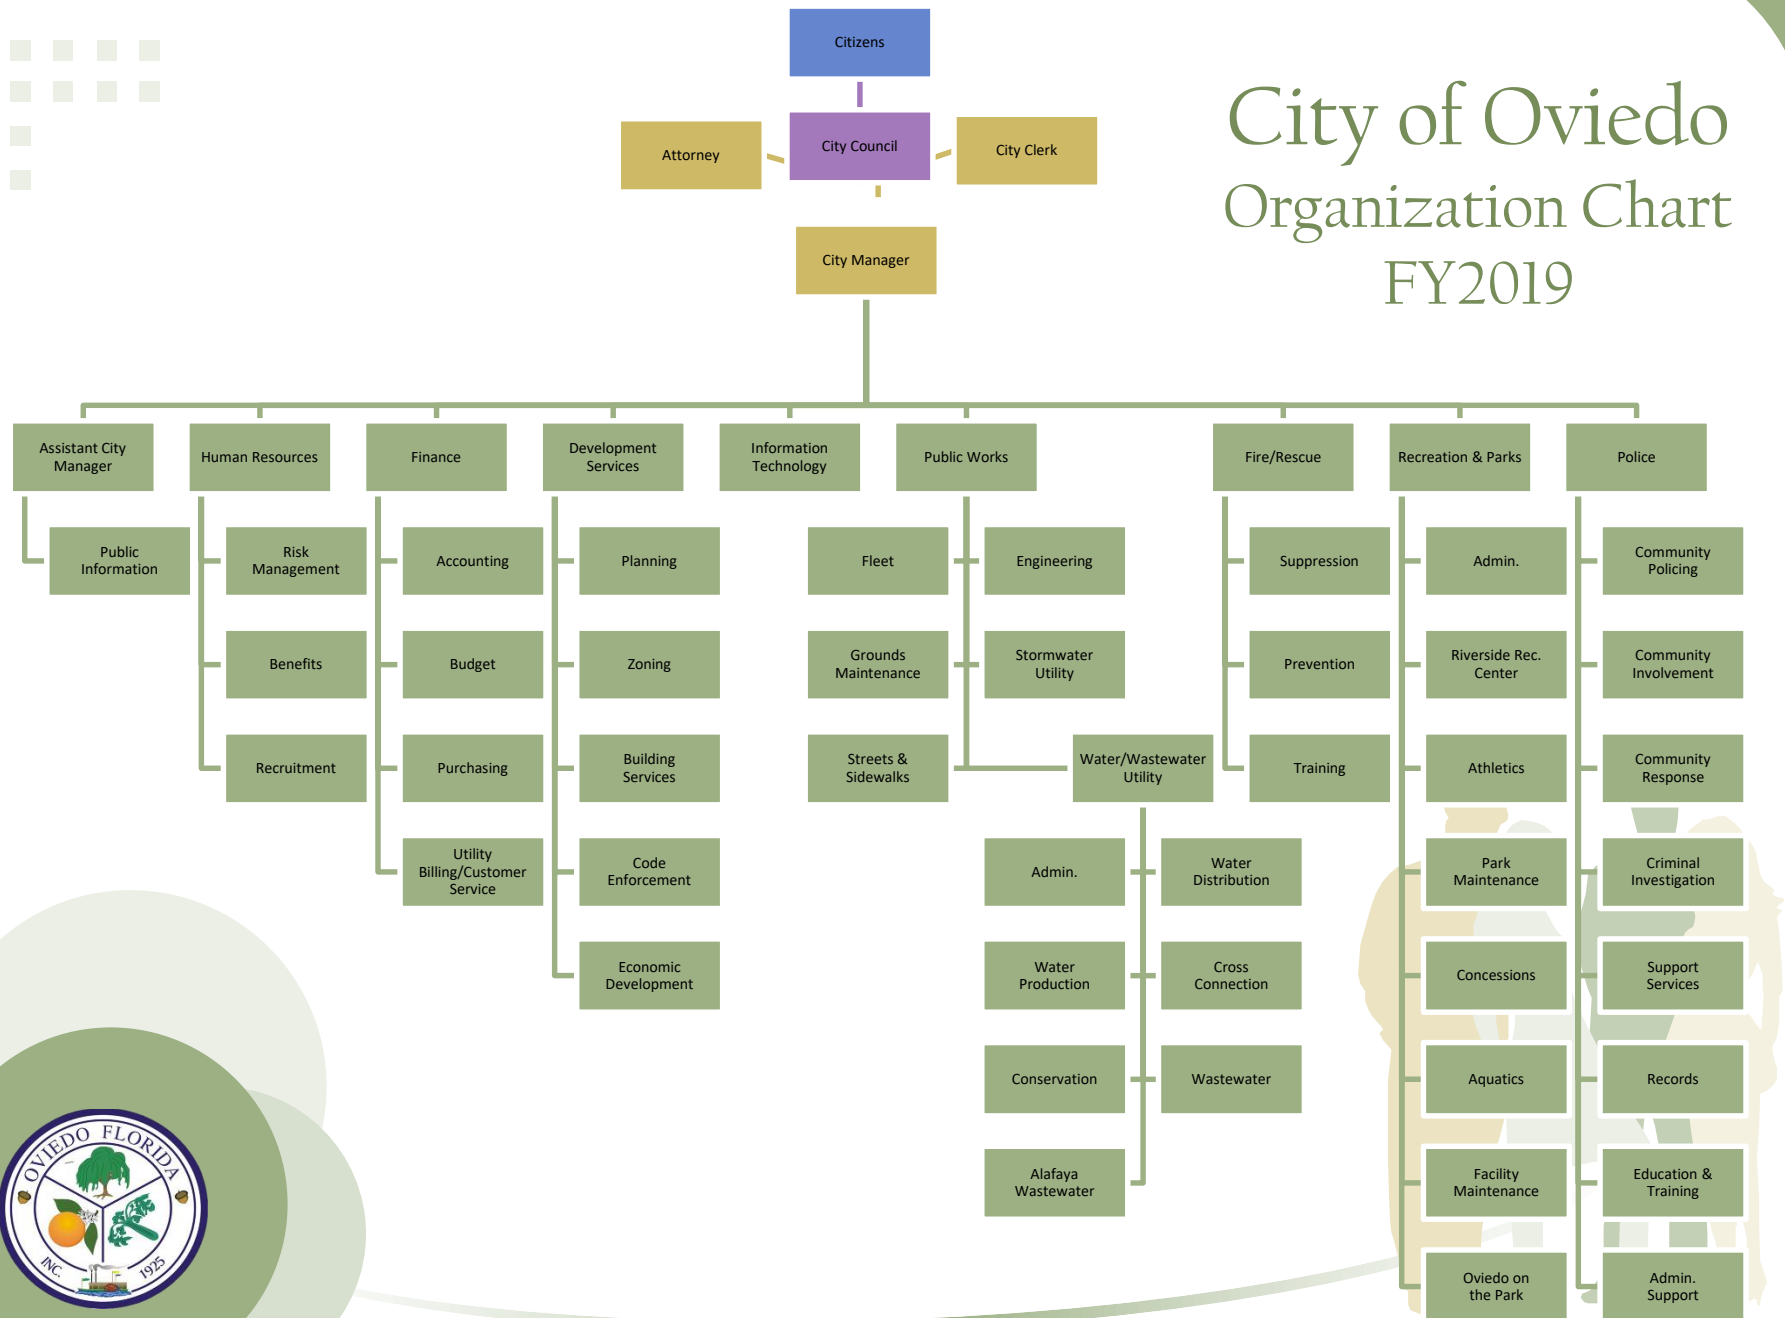 Citizens
City Council
Attorney
City Clerk
City Manager
City of Oviedo
Organization Chart
FY2019
Assistant City
Manager
Public
Information
Human Resources
Risk
Management
Benefits
Recruitment
Finance
Accounting
Budget
Purchasing
Utility
Billing/Customer
Service
Development
Services
Planning
Zoning
Building
Services
Code
Enforcement
Economic
Development
Information
Technology
Public Works
Fleet
Engineering
Grounds
Maintenance
Stormwater
Utility
Streets &
Sidewalks
Water/Wastewater
Utility
Admin.
Water
Distribution
Water
Production
Cross
Connection
Conservation
Wastewater
Alafaya
Wastewater
Fire/Rescue
Suppression
Prevention
Training
Recreation & Parks
Admin.
Riverside Rec.
Center
Athletics
Park
Maintenance
Concessions
Aquatics
Facility
Maintenance
Oviedo on
the Park
Police
Community
Policing
Community
Involvement
Community
Response
Criminal
Investigation
Support
Services
Records
Education &
Training
Admin.
Support
OVIEDO FLORIDA
INC. 1925